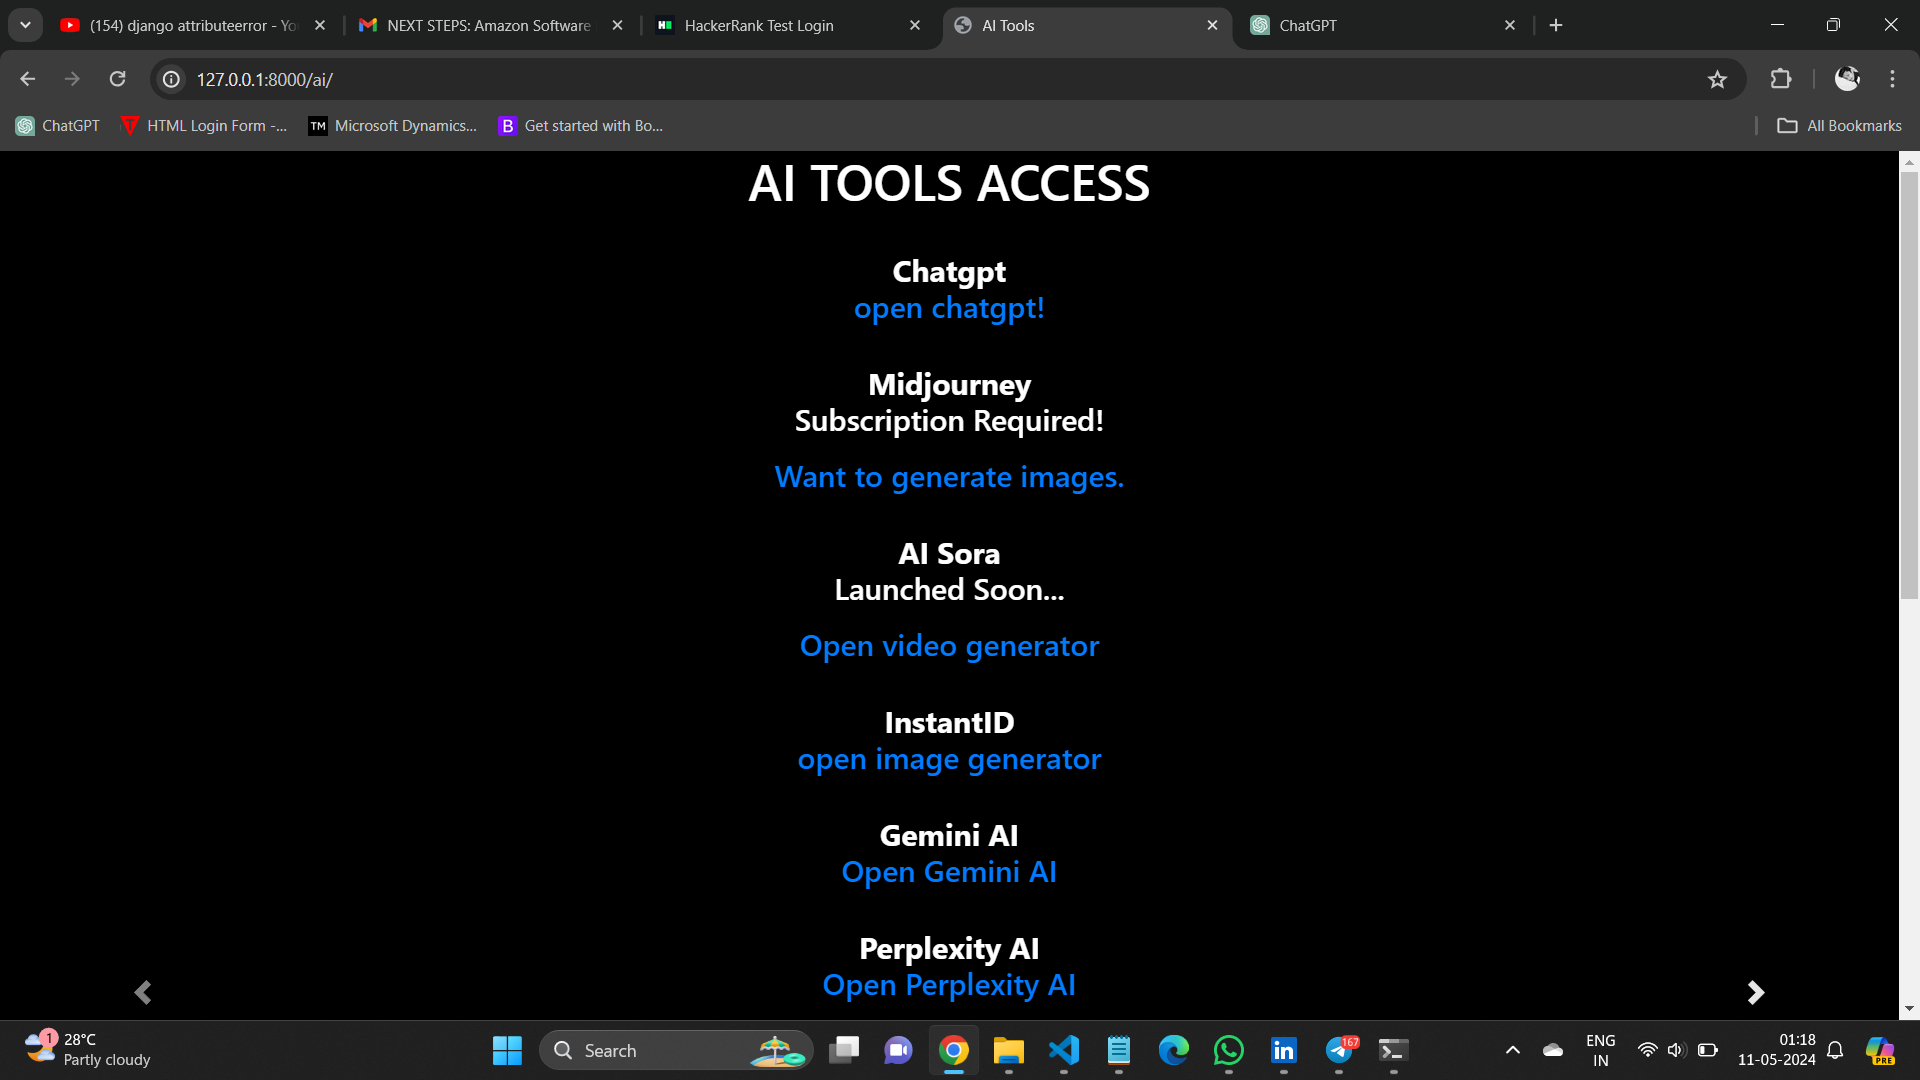 (154) django attributeerror - Yo
NEXT STEPS: Amazon Software
HackerRank Test Login
AI Tools
ChatGPT
127.0.0.1:8000/ai/
ChatGPT
HTML Login Form -...
TM
Microsoft Dynamics...
B
Get started with Bo...
All Bookmarks
AI TOOLS ACCESS
Chatgpt
open chatgpt!
Midjourney
Subscription Required!
Want to generate images.
AI Sora
Launched Soon...
Open video generator
InstantID
open image generator
Gemini AI
Open Gemini AI
Perplexity AI
Open Perplexity AI
1
28°C
Partly cloudy
Search
in
167
ENG
IN
01:18
11-05-2024
PRE